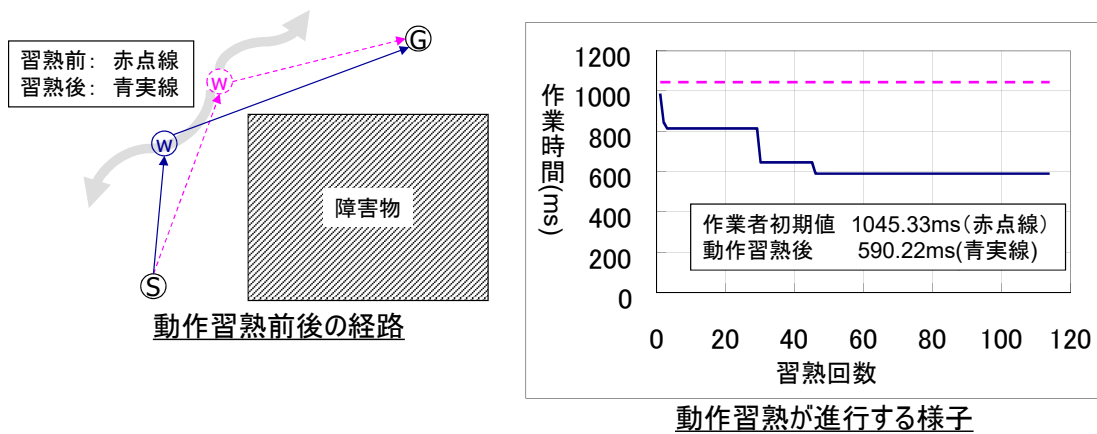 習熟前： 赤点線
習熟後： 青実線
G
w
w
障害物
S
動作習熟前後の経路
作業時間(ms)
1200
1000
800
600
400
200
0
作業者初期値 1045.33ms（赤点線）
動作習熟後 590.22ms(青実線)
0 20 40 60 80 100 120
習熟回数
動作習熟が進行する様子